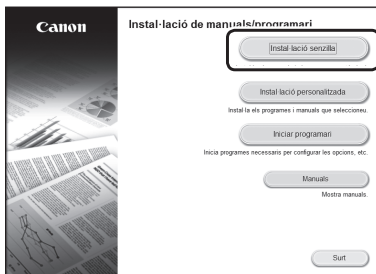 Canon
Instal·lació de manuals/programari
Instal·lació senzilla
Instal·lació personalitzada
Instal·la els programes i manuals que seleccioneu.
Iniciar programari
Inicia programes necessaris per configurar les opcions, etc.
Manuals
Mostra manuals.
Surt